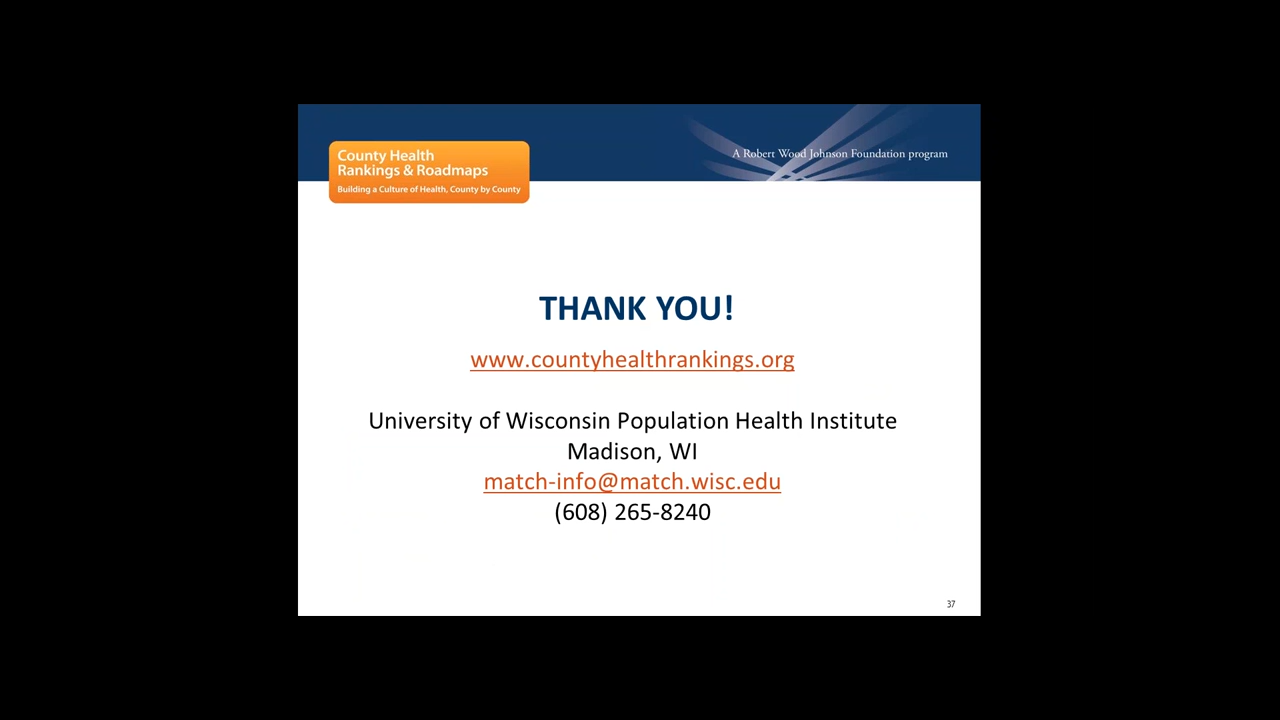 County Health
Rankings & Roadmaps
Building a Culture of Health, County by County
A Robert Wood Johnson Foundation program
THANK YOU!
www.countyhealthrankings.org
University of Wisconsin Population Health Institute
Madison, WI
match-info@match.wisc.edu
(608) 265-8240
37